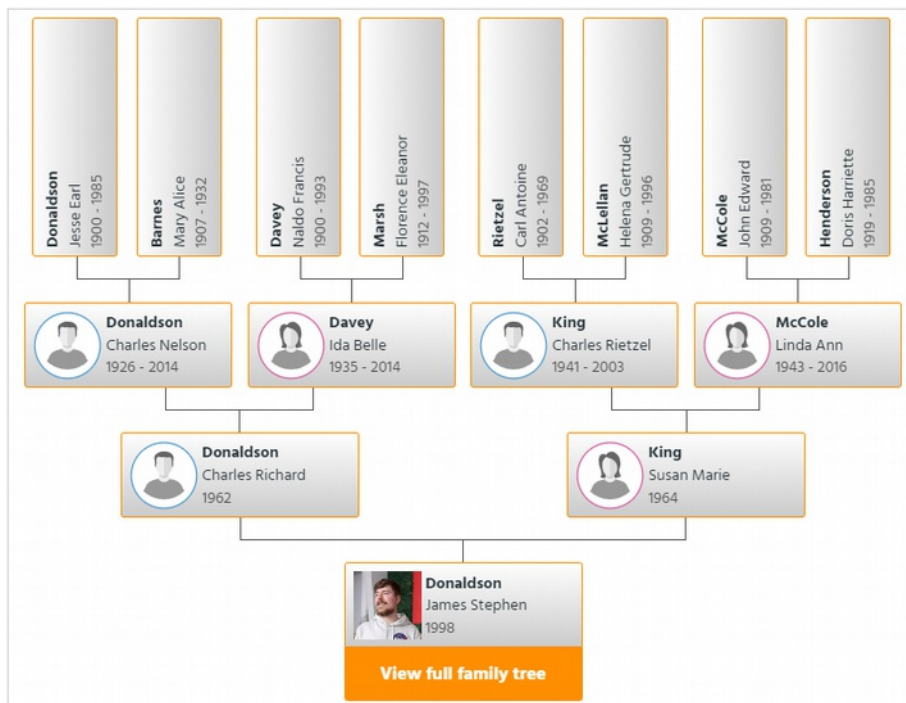 Donaldson
Jesse Earl
1900 - 1985
Barnes
Mary Alice
1907 - 1932
Davey
Naldo Francis
1900 - 1993
Marsh
Florence Eleanor
1912 - 1997
Rietzel
Carl Antoine
1902 - 1969
McLellan
Helena Gertrude
1909 - 1996
McCole
John Edward
1909 - 1981
Henderson
Doris Harriette
1919 - 1985
Donaldson
Charles Nelson
1926 - 2014
Davey
Ida Belle
1935 - 2014
King
Charles Rietzel
1941 - 2003
McCole
Linda Ann
1943 - 2016
Donaldson
Charles Richard
1962
King
Susan Marie
1964
Donaldson
James Stephen
1998
View full family tree